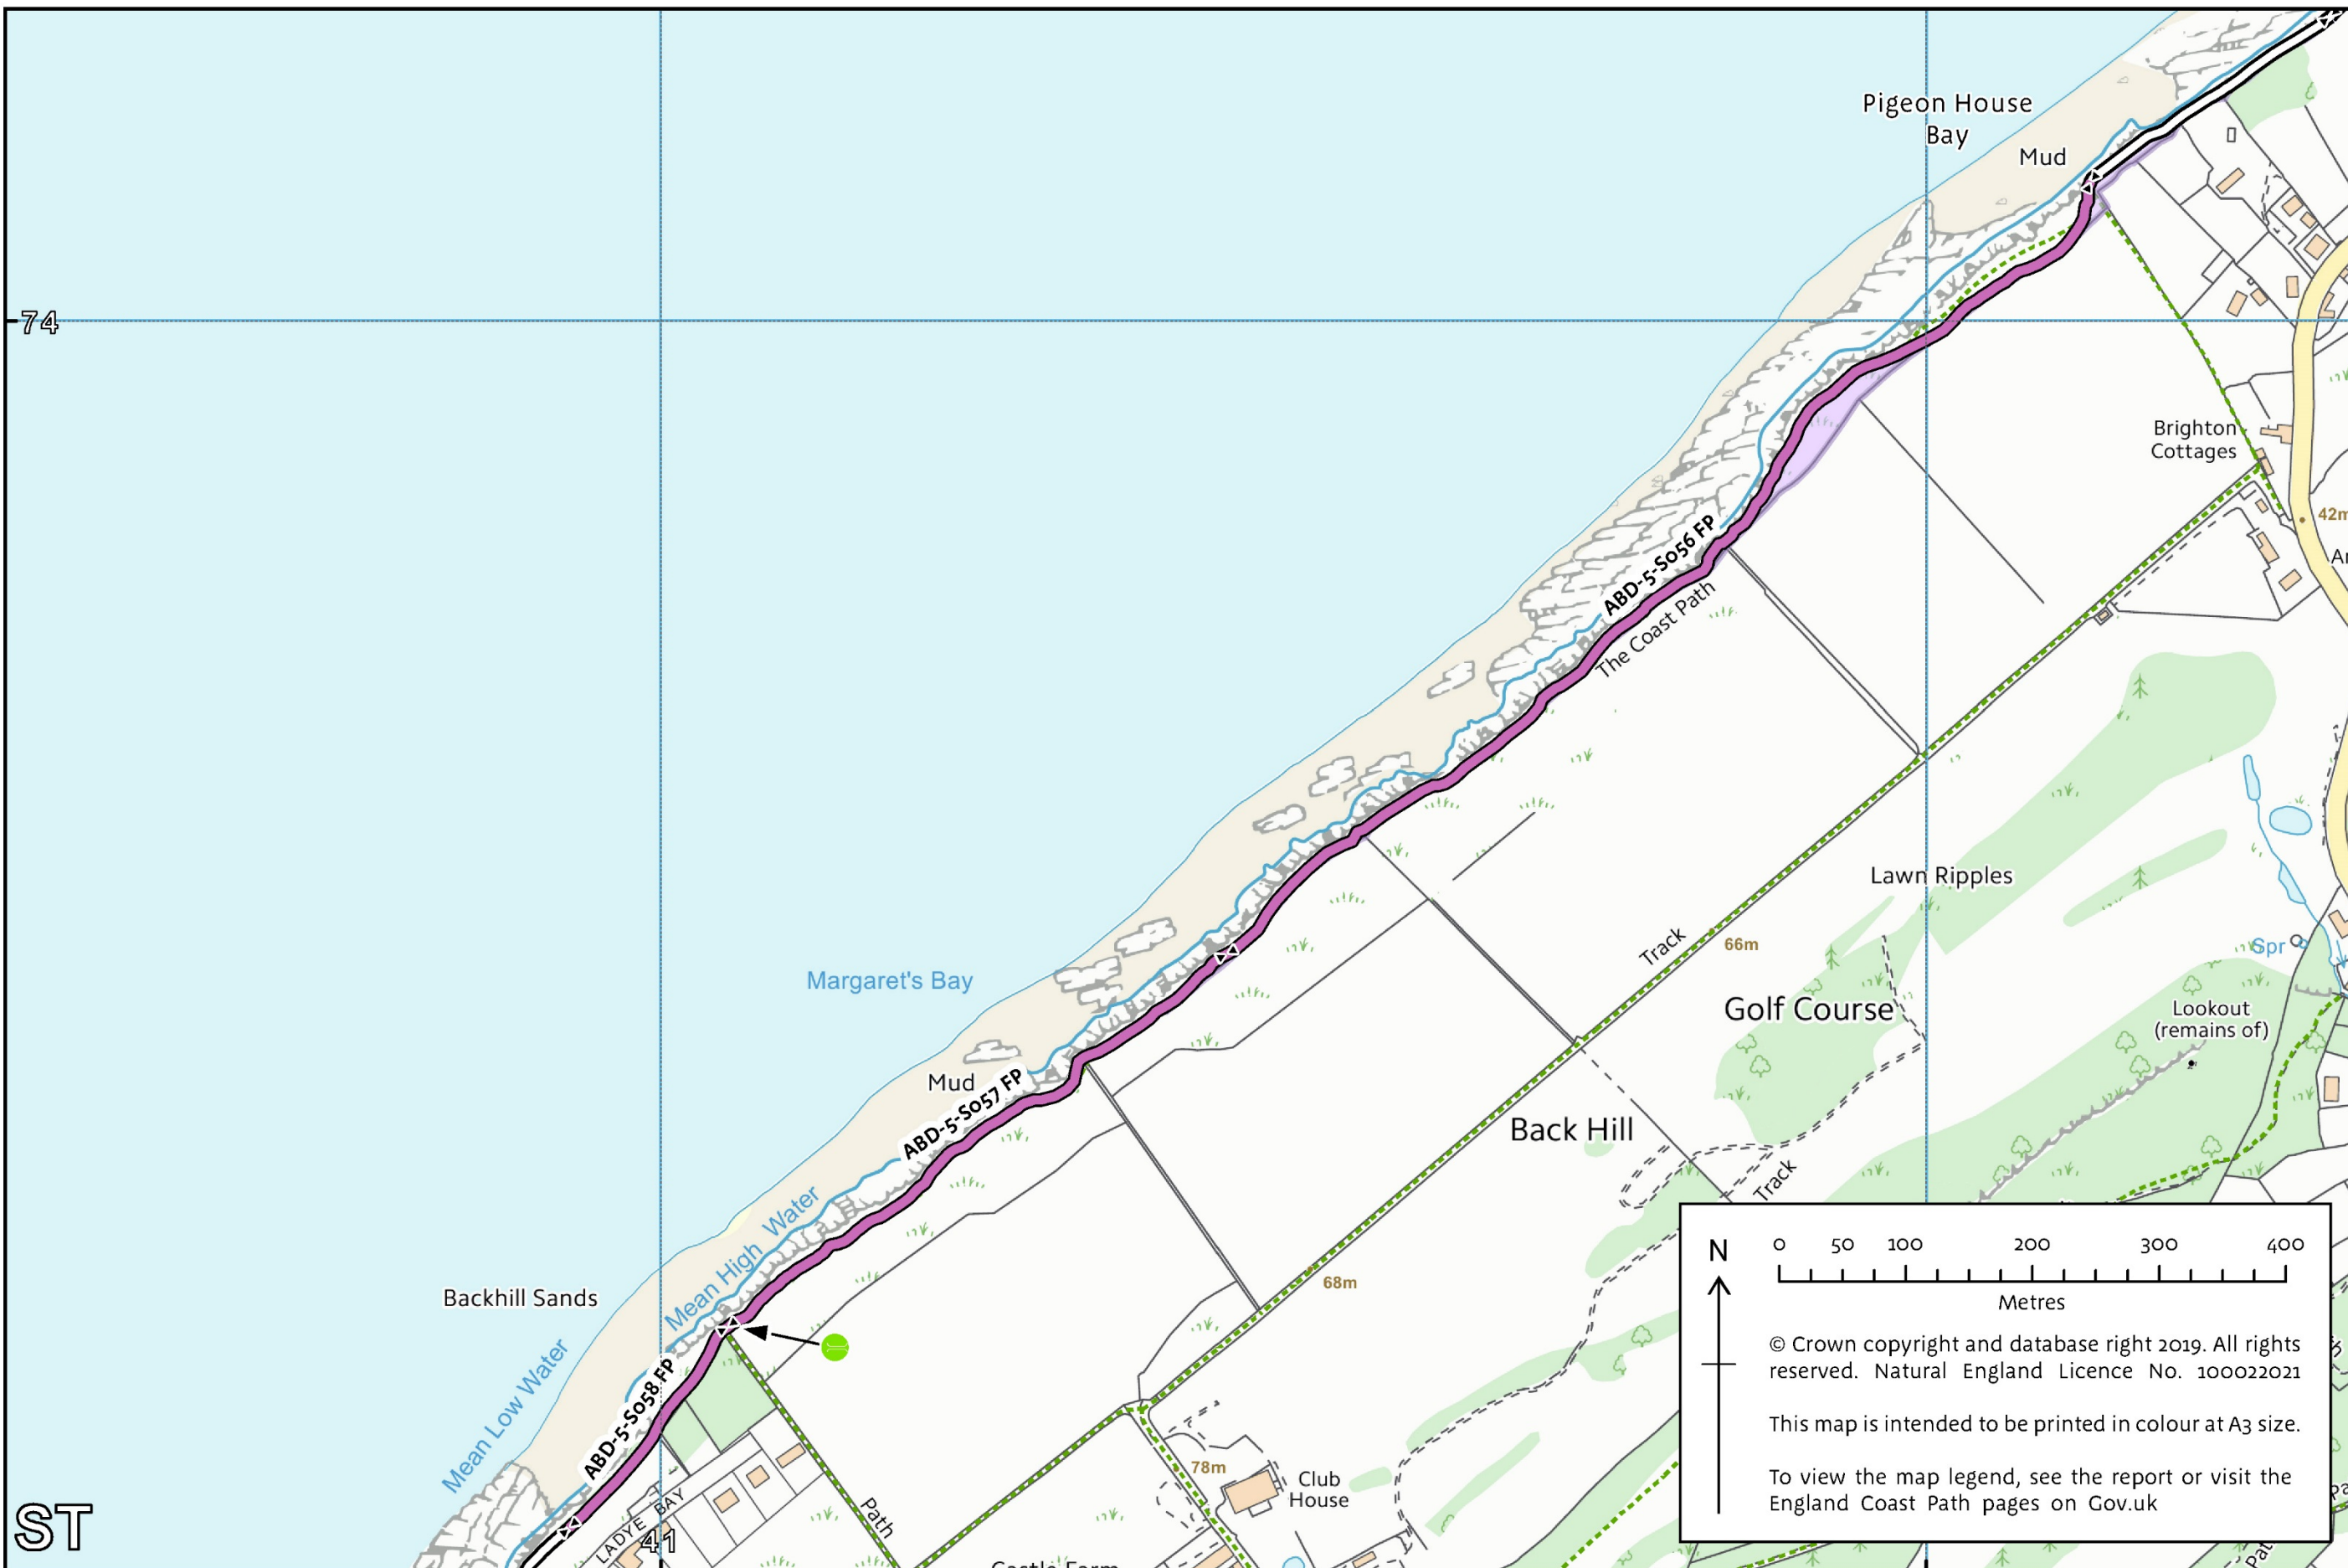 Pigeon House
Bay
Mud
74
Brighton
Cottages
42m
ABD-5-S056 FP
The Coast Path
Lawn Ripples
Track
66m
Spr
Margaret's Bay
Golf Course
Lookout
(remains of)
Mud
ABD-5-S057 FP
Back Hill
Track
Mean High Water
68m
Backhill Sands
Mean Low Water
ABD-5-S058 FP
78m
Club
House
Path
LADYE BAY
ST
41
Castle Farm
N
0 50 100 200 300 400
Metres
© Crown copyright and database right 2019. All rights
reserved. Natural England Licence No. 100022021
This map is intended to be printed in colour at A3 size.
To view the map legend, see the report or visit the
England Coast Path pages on Gov.uk